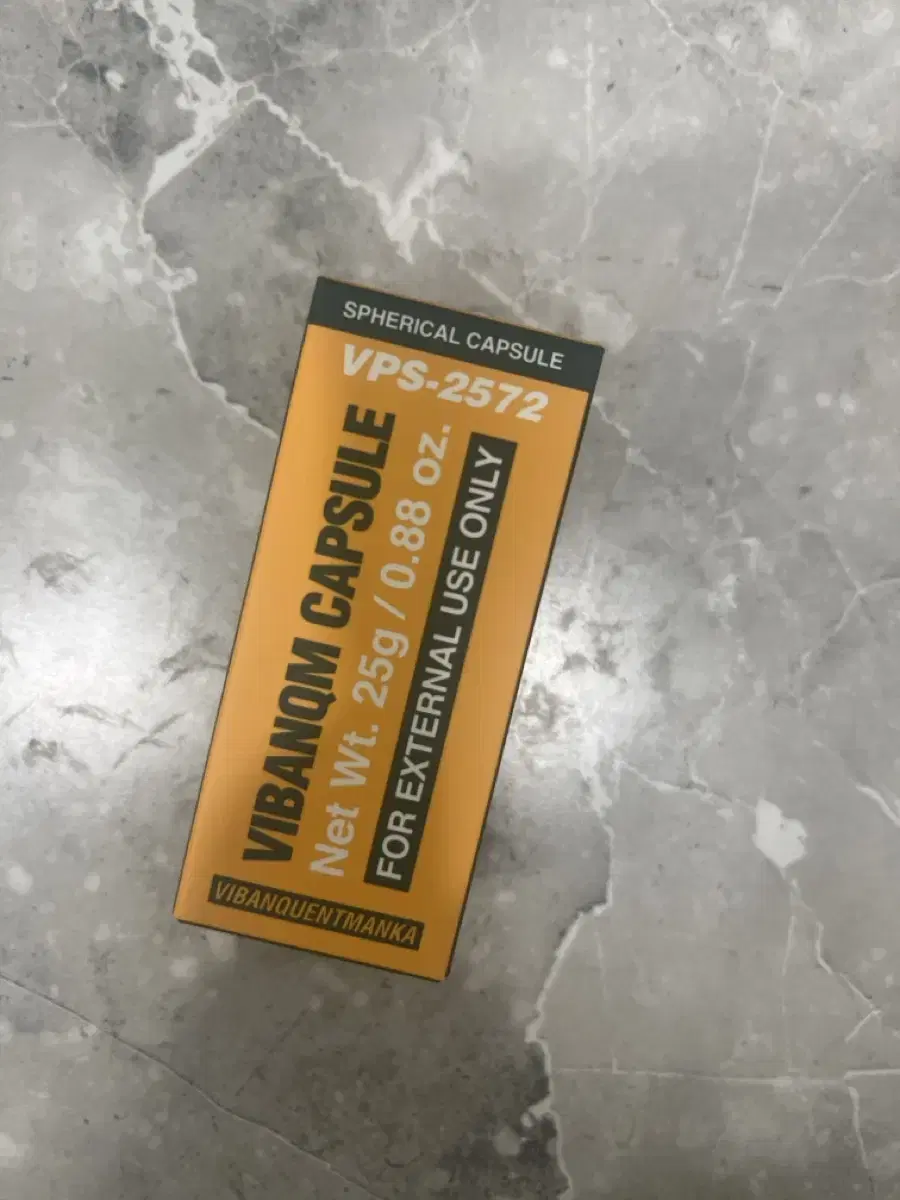 SPHERICAL CAPSULE
VPS-2572
VIBANQM CAPSULE
Net Wt. 25g / 0.88 oz.
FOR EXTERNAL USE ONLY
VIBANQUENTMANKA